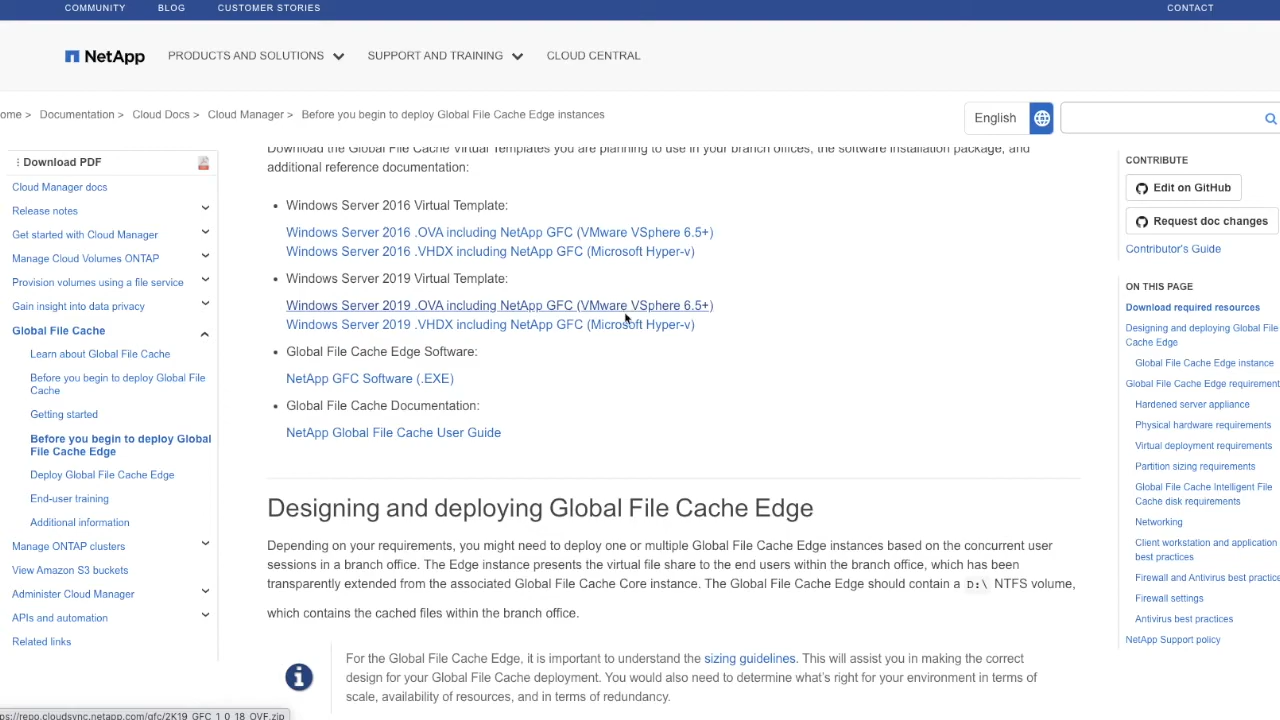 COMMUNITY BLOG CUSTOMER STORIES CONTACT
NetApp PRODUCTS AND SOLUTIONS SUPPORT AND TRAINING CLOUD CENTRAL
ome > Documentation > Cloud Docs > Cloud Manager > Before you begin to deploy Global File Cache Edge instances
English
Download PDF
Cloud Manager docs
Release notes
Get started with Cloud Manager
Manage Cloud Volumes ONTAP
Provision volumes using a file service
Gain insight into data privacy
Global File Cache
Learn about Global File Cache
Before you begin to deploy Global File
Cache
Getting started
Before you begin to deploy Global
File Cache Edge
Deploy Global File Cache Edge
End-user training
Additional information
Manage ONTAP clusters
View Amazon S3 buckets
Administer Cloud Manager
APIs and automation
Related links
Download the Global File Cache Virtual Templates you are planning to use in your branch offices, the software installation package, and
additional reference documentation:
• Windows Server 2016 Virtual Template:
Windows Server 2016 .OVA including NetApp GFC (VMware VSphere 6.5+)
Windows Server 2016 .VHDX including NetApp GFC (Microsoft Hyper-v)
• Windows Server 2019 Virtual Template:
Windows Server 2019 .OVA including NetApp GFC (VMware VSphere 6.5+)
Windows Server 2019 .VHDX including NetApp GFC (Microsoft Hyper-v)
• Global File Cache Edge Software:
NetApp GFC Software (.EXE)
• Global File Cache Documentation:
NetApp Global File Cache User Guide
Designing and deploying Global File Cache Edge
Depending on your requirements, you might need to deploy one or multiple Global File Cache Edge instances based on the concurrent user
sessions in a branch office. The Edge instance presents the virtual file share to the end users within the branch office, which has been
transparently extended from the associated Global File Cache Core instance. The Global File Cache Edge should contain a D:\ NTFS volume,
which contains the cached files within the branch office.
For the Global File Cache Edge, it is important to understand the sizing guidelines. This will assist you in making the correct
design for your Global File Cache deployment. You would also need to determine what's right for your environment in terms of
scale, availability of resources, and in terms of redundancy.
CONTRIBUTE
Edit on GitHub
Request doc changes
Contributor's Guide
ON THIS PAGE
Download required resources
Designing and deploying Global File
Cache Edge
Global File Cache Edge instance
Global File Cache Edge requirement
Hardened server appliance
Physical hardware requirements
Virtual deployment requirements
Partition sizing requirements
Global File Cache Intelligent File
Cache disk requirements
Networking
Client workstation and application
best practices
Firewall and Antivirus best practice
Firewall settings
Antivirus best practices
NetApp Support policy
ps://repo.cloudsync.netapp.com/gfc/2K19_GFC_1_0_18_OVF.zip